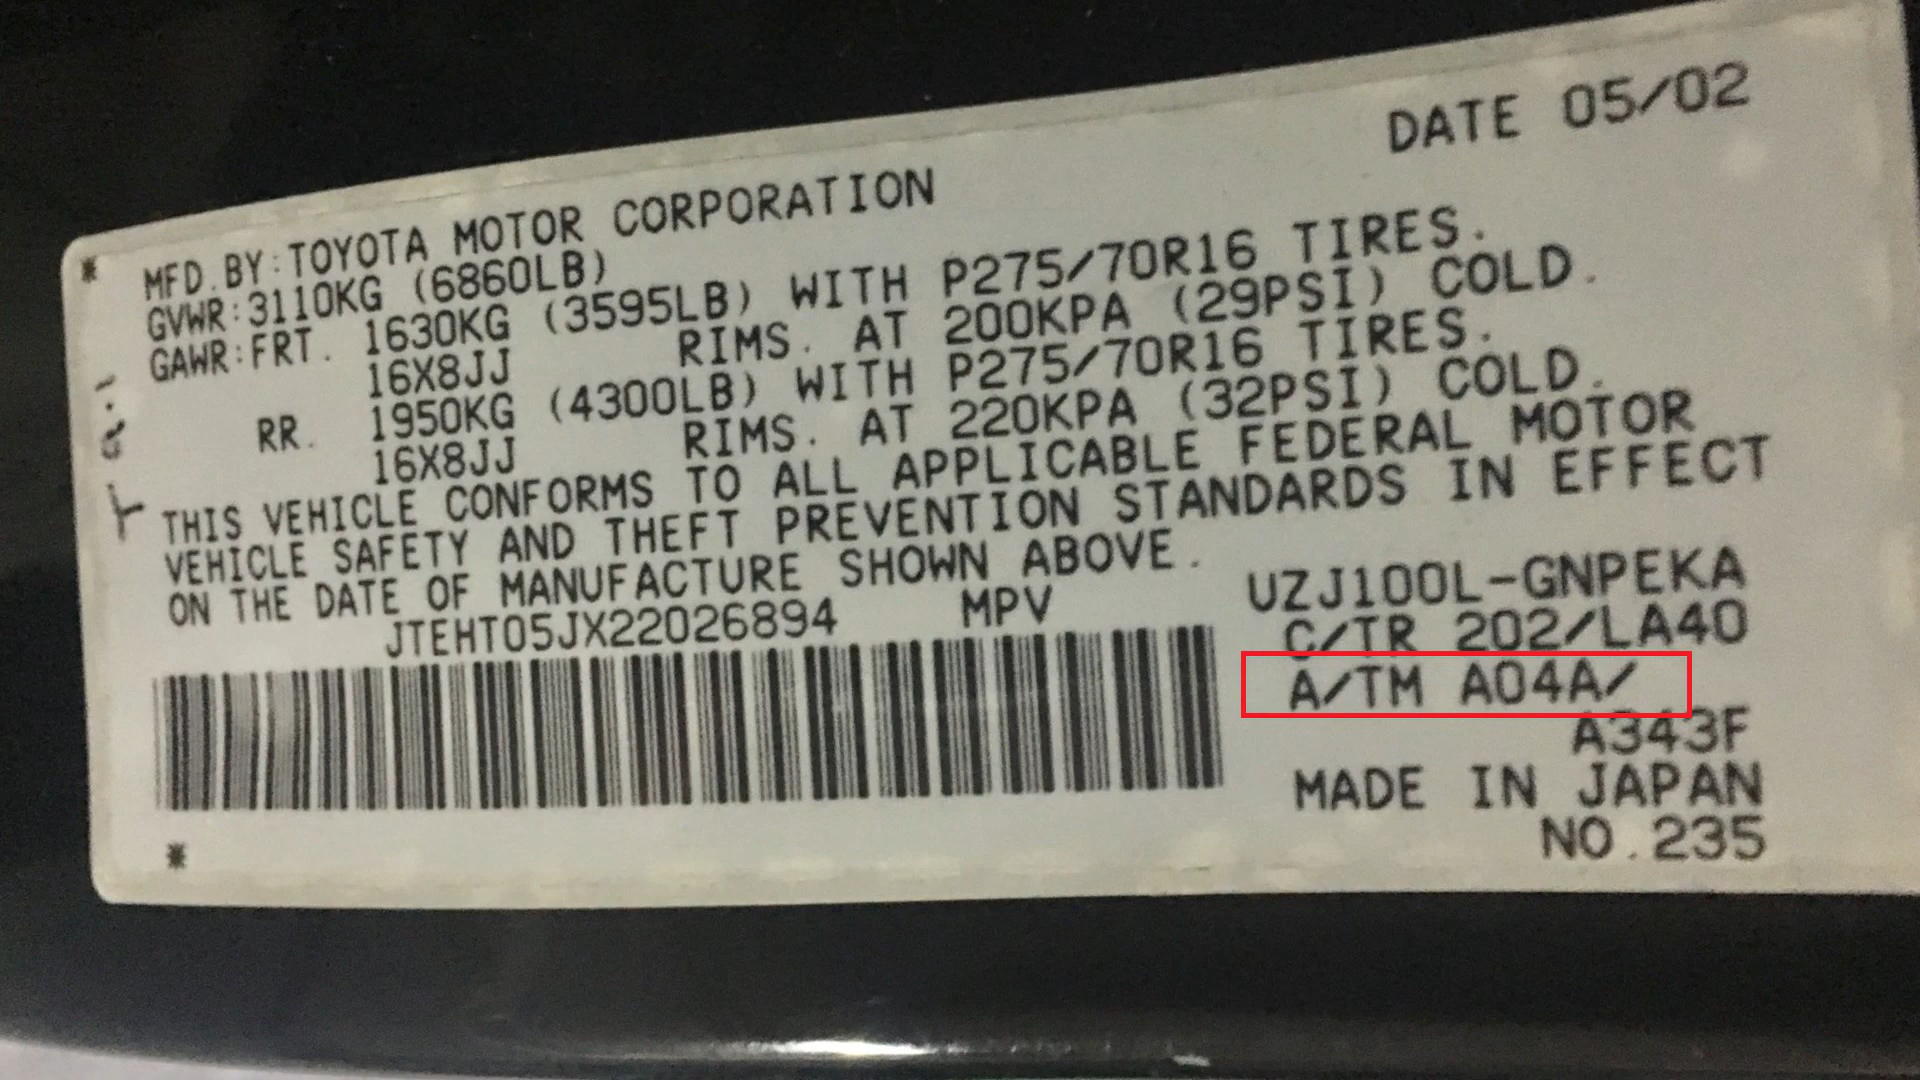 DATE 05/02
* MFD.BY:TOYOTA MOTOR CORPORATION
GVWR:3110KG (6860LB)
GAWR:FRT. 1630KG (3595LB) WITH P275/70R16 TIRES.
16X8JJ RIMS. AT 200KPA (29PSI) COLD.
RR. 1950KG (4300LB) WITH P275/70R16 TIRES.
16X8JJ RIMS. AT 220KPA (32PSI) COLD.
THIS VEHICLE CONFORMS TO ALL APPLICABLE FEDERAL MOTOR
VEHICLE SAFETY AND THEFT PREVENTION STANDARDS IN EFFECT
ON THE DATE OF MANUFACTURE SHOWN ABOVE.
JTEHT05JX22026894 MPV
UZJ100L-GNPEKA
C/TR 202/LA40
A/TM A04A/
A343F
MADE IN JAPAN
* NO.235